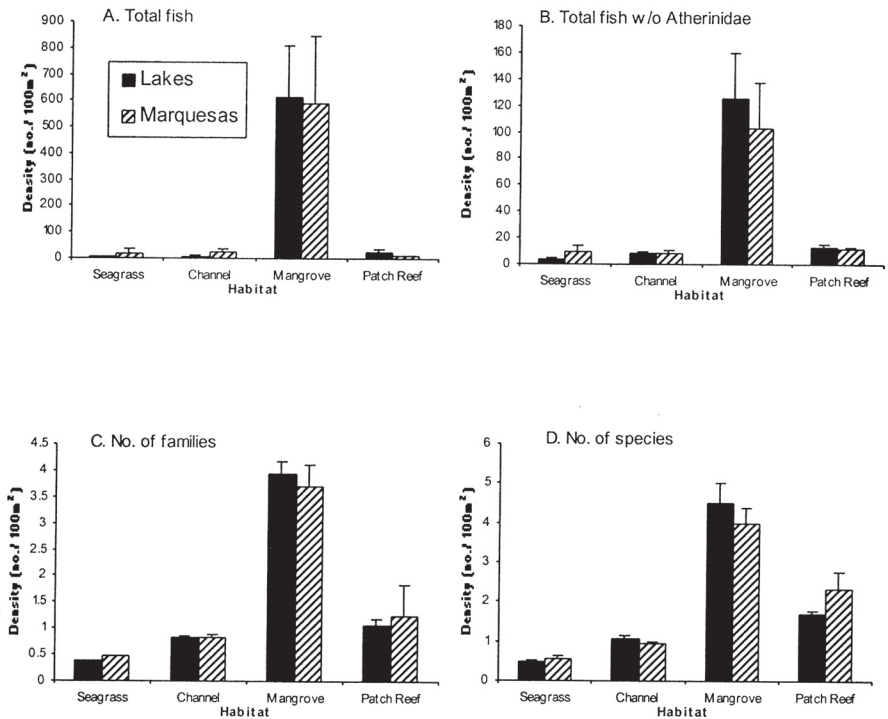 A. Total fish
900
800
700
600
500
400
300
200
100
0
Density (no./ 100m²)
Lakes
Marquesas
Seagrass Channel Mangrove Patch Reef
Habitat
B. Total fish w/o Atherinidae
180
160
140
120
100
80
60
40
20
0
Density (no./ 100m²)
Seagrass Channel Mangrove Patch Reef
Habitat
C. No. of families
4.5
4
3.5
3
2.5
2
1.5
1
0.5
0
Density (no./ 100m²)
Seagrass Channel Mangrove Patch Reef
Habitat
D. No. of species
6
5
4
3
2
1
0
Density (no./ 100m²)
Seagrass Channel Mangrove Patch Reef
Habitat